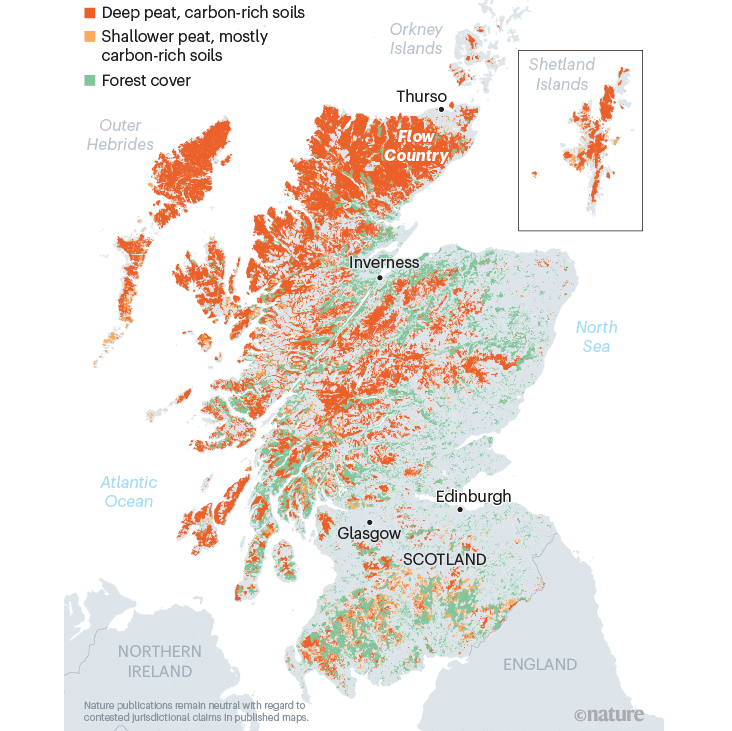 Deep peat, carbon-rich soils
Shallower peat, mostly
carbon-rich soils
Forest cover
Orkney
Islands
Shetland
Islands
Thurso
Outer
Hebrides
Flow
Country
Inverness
North
Sea
Atlantic
Ocean
Edinburgh
Glasgow
SCOTLAND
NORTHERN
IRELAND
ENGLAND
Nature publications remain neutral with regard to
contested jurisdictional claims in published maps.
©nature